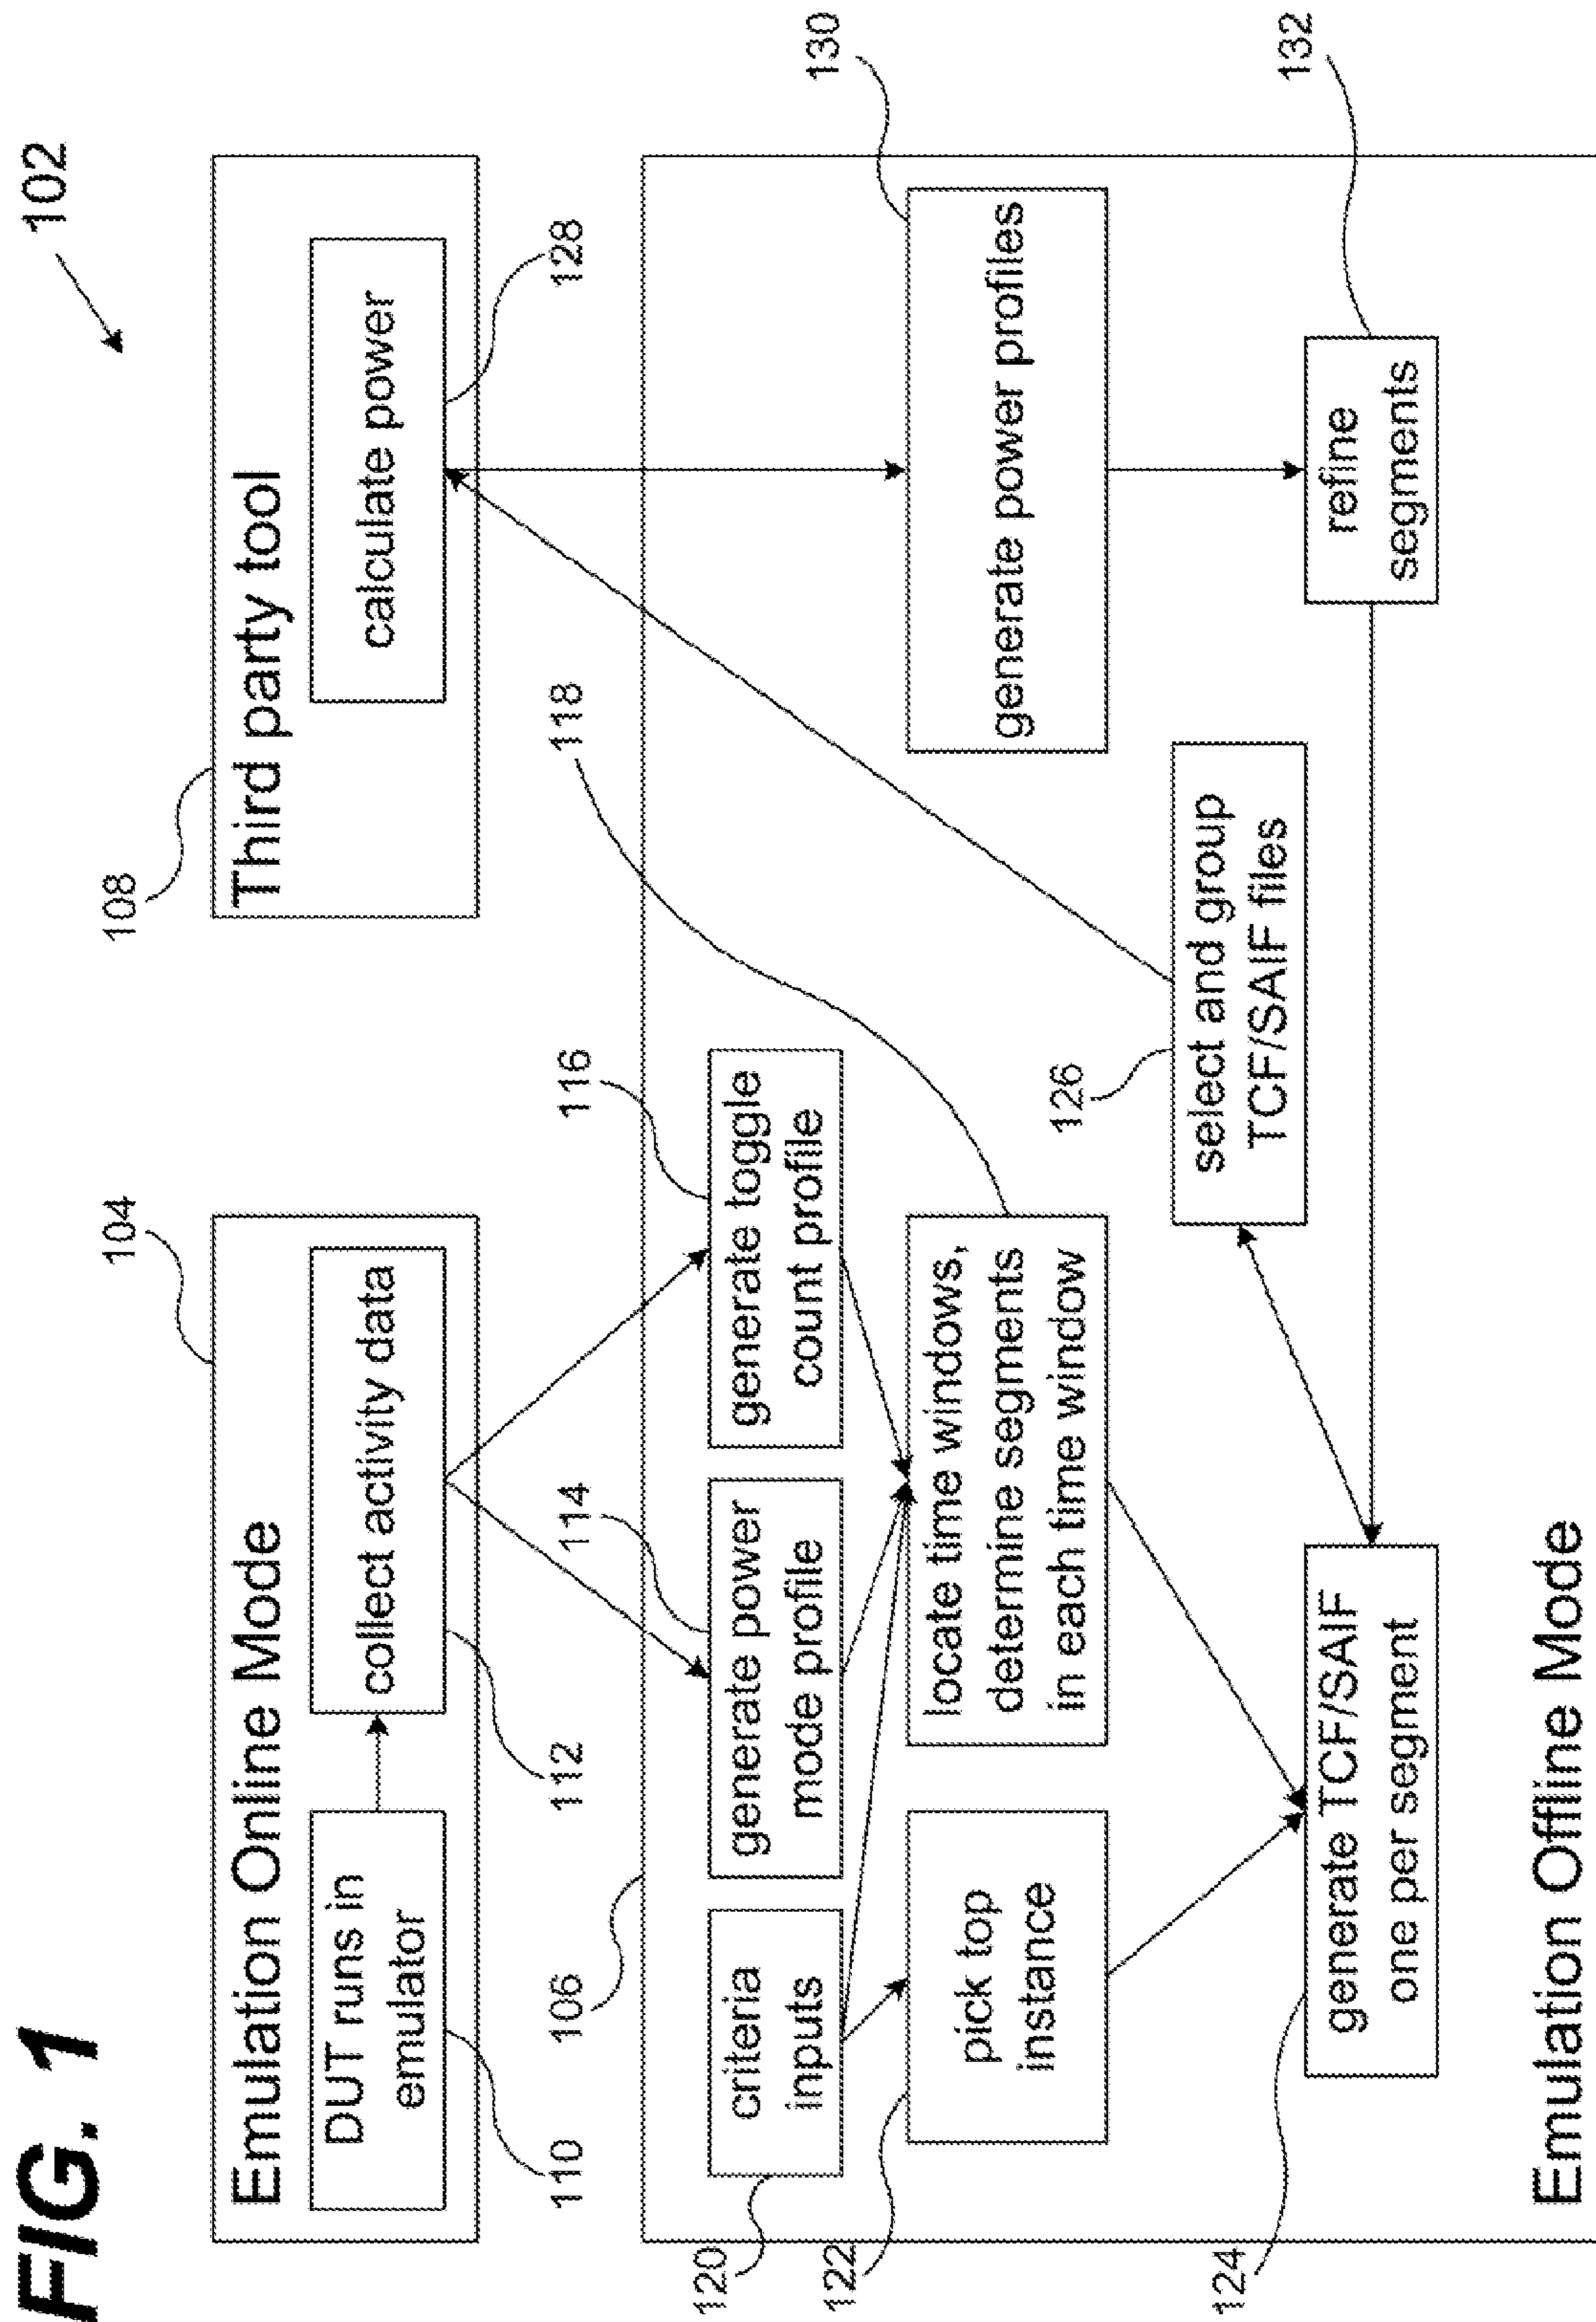 FIG. 1
102
104
Emulation Online Mode
DUT runs in
emulator
110
collect activity data
112
108
Third party tool
calculate power
128
106
120
criteria
inputs
114
generate power
mode profile
116
generate toggle
count profile
118
122
pick top
instance
locate time windows,
determine segments
in each time window
130
generate power profiles
124
generate TCF/SAIF
one per segment
126
select and group
TCF/SAIF files
132
refine
segments
Emulation Offline Mode